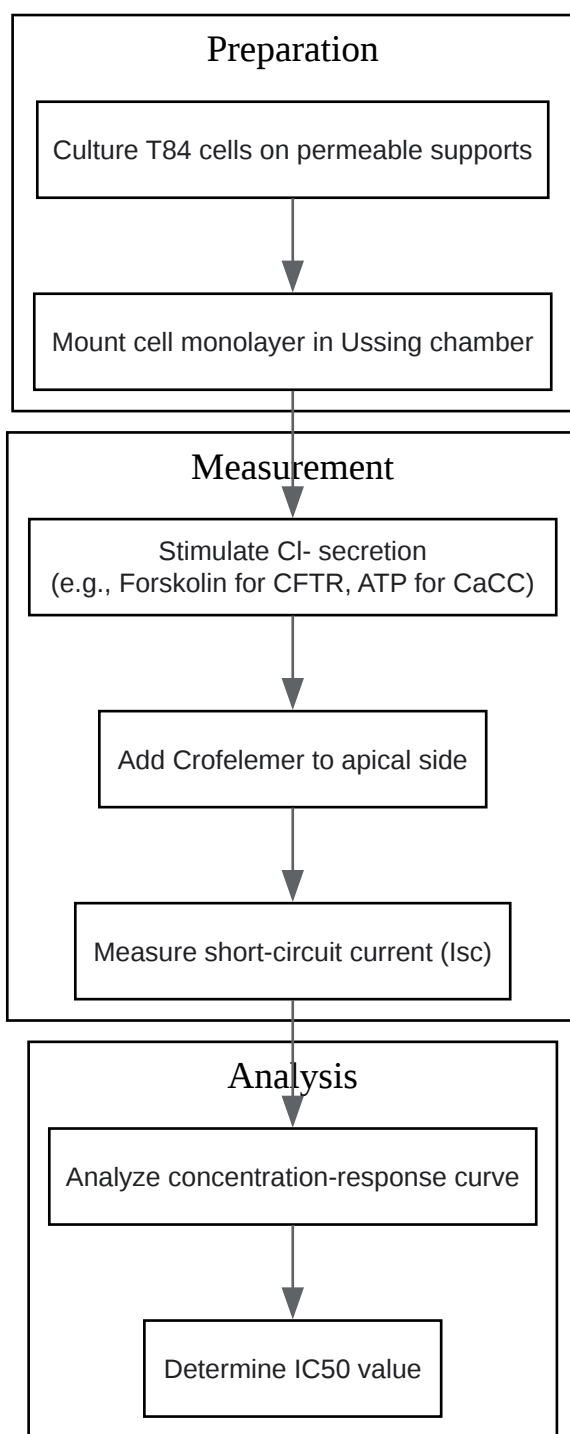 Preparation
Culture T84 cells on permeable supports
Mount cell monolayer in Ussing chamber
Measurement
Stimulate Cl- secretion
(e.g., Forskolin for CFTR, ATP for CaCC)
Add Crofelemer to apical side
Measure short-circuit current (Isc)
Analysis
Analyze concentration-response curve
Determine IC50 value